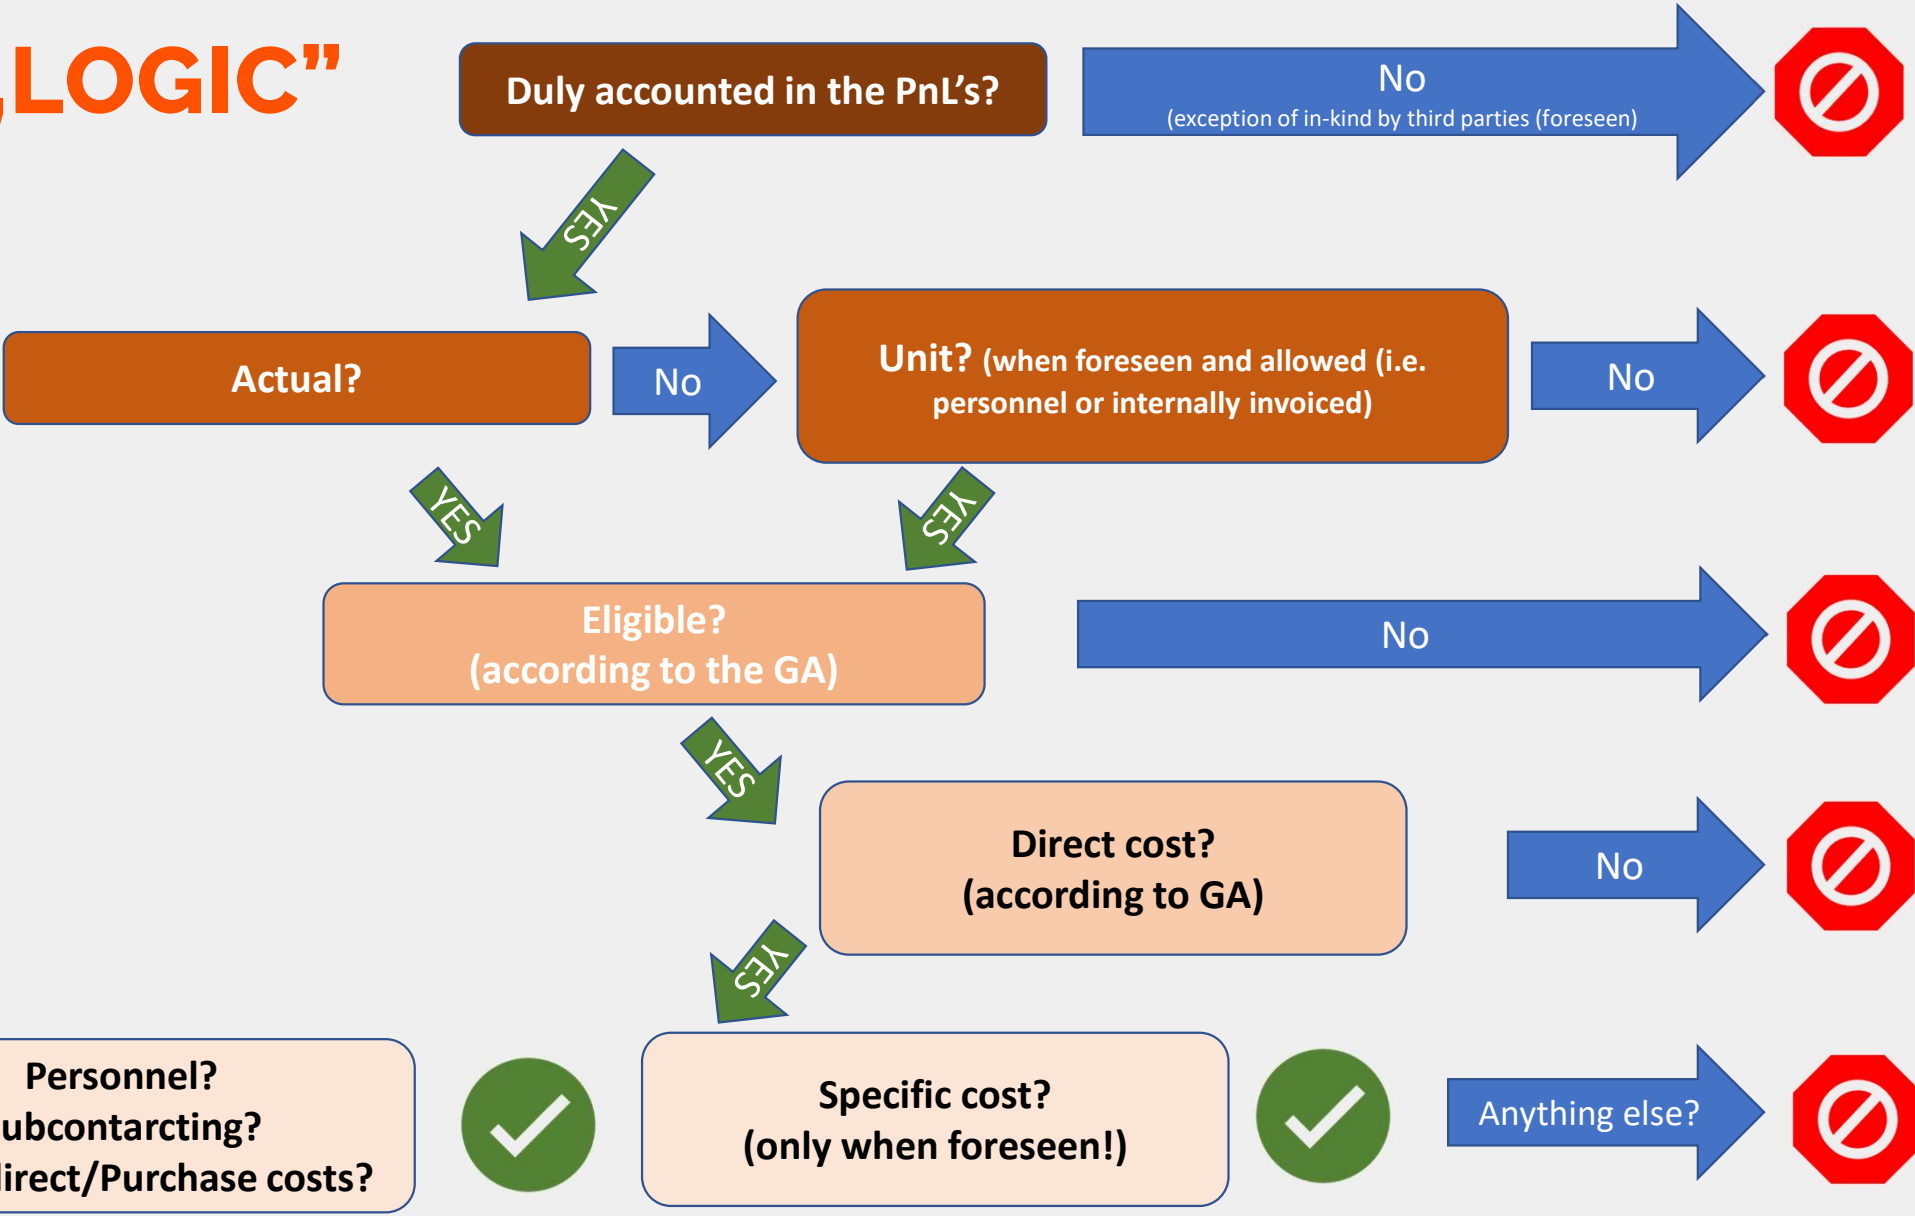 „LOGIC”
Duly accounted in the PnL's?
No
(exception of in-kind by third parties (foreseen)
YES
Actual?
No
Unit? (when foreseen and allowed (i.e.
personnel or internally invoiced)
No
YES
YES
Eligible?
(according to the GA)
No
YES
Direct cost?
(according to GA)
No
YES
Personnel?
ubcontarcting?
direct/Purchase costs?
Specific cost?
(only when foreseen!)
Anything else?